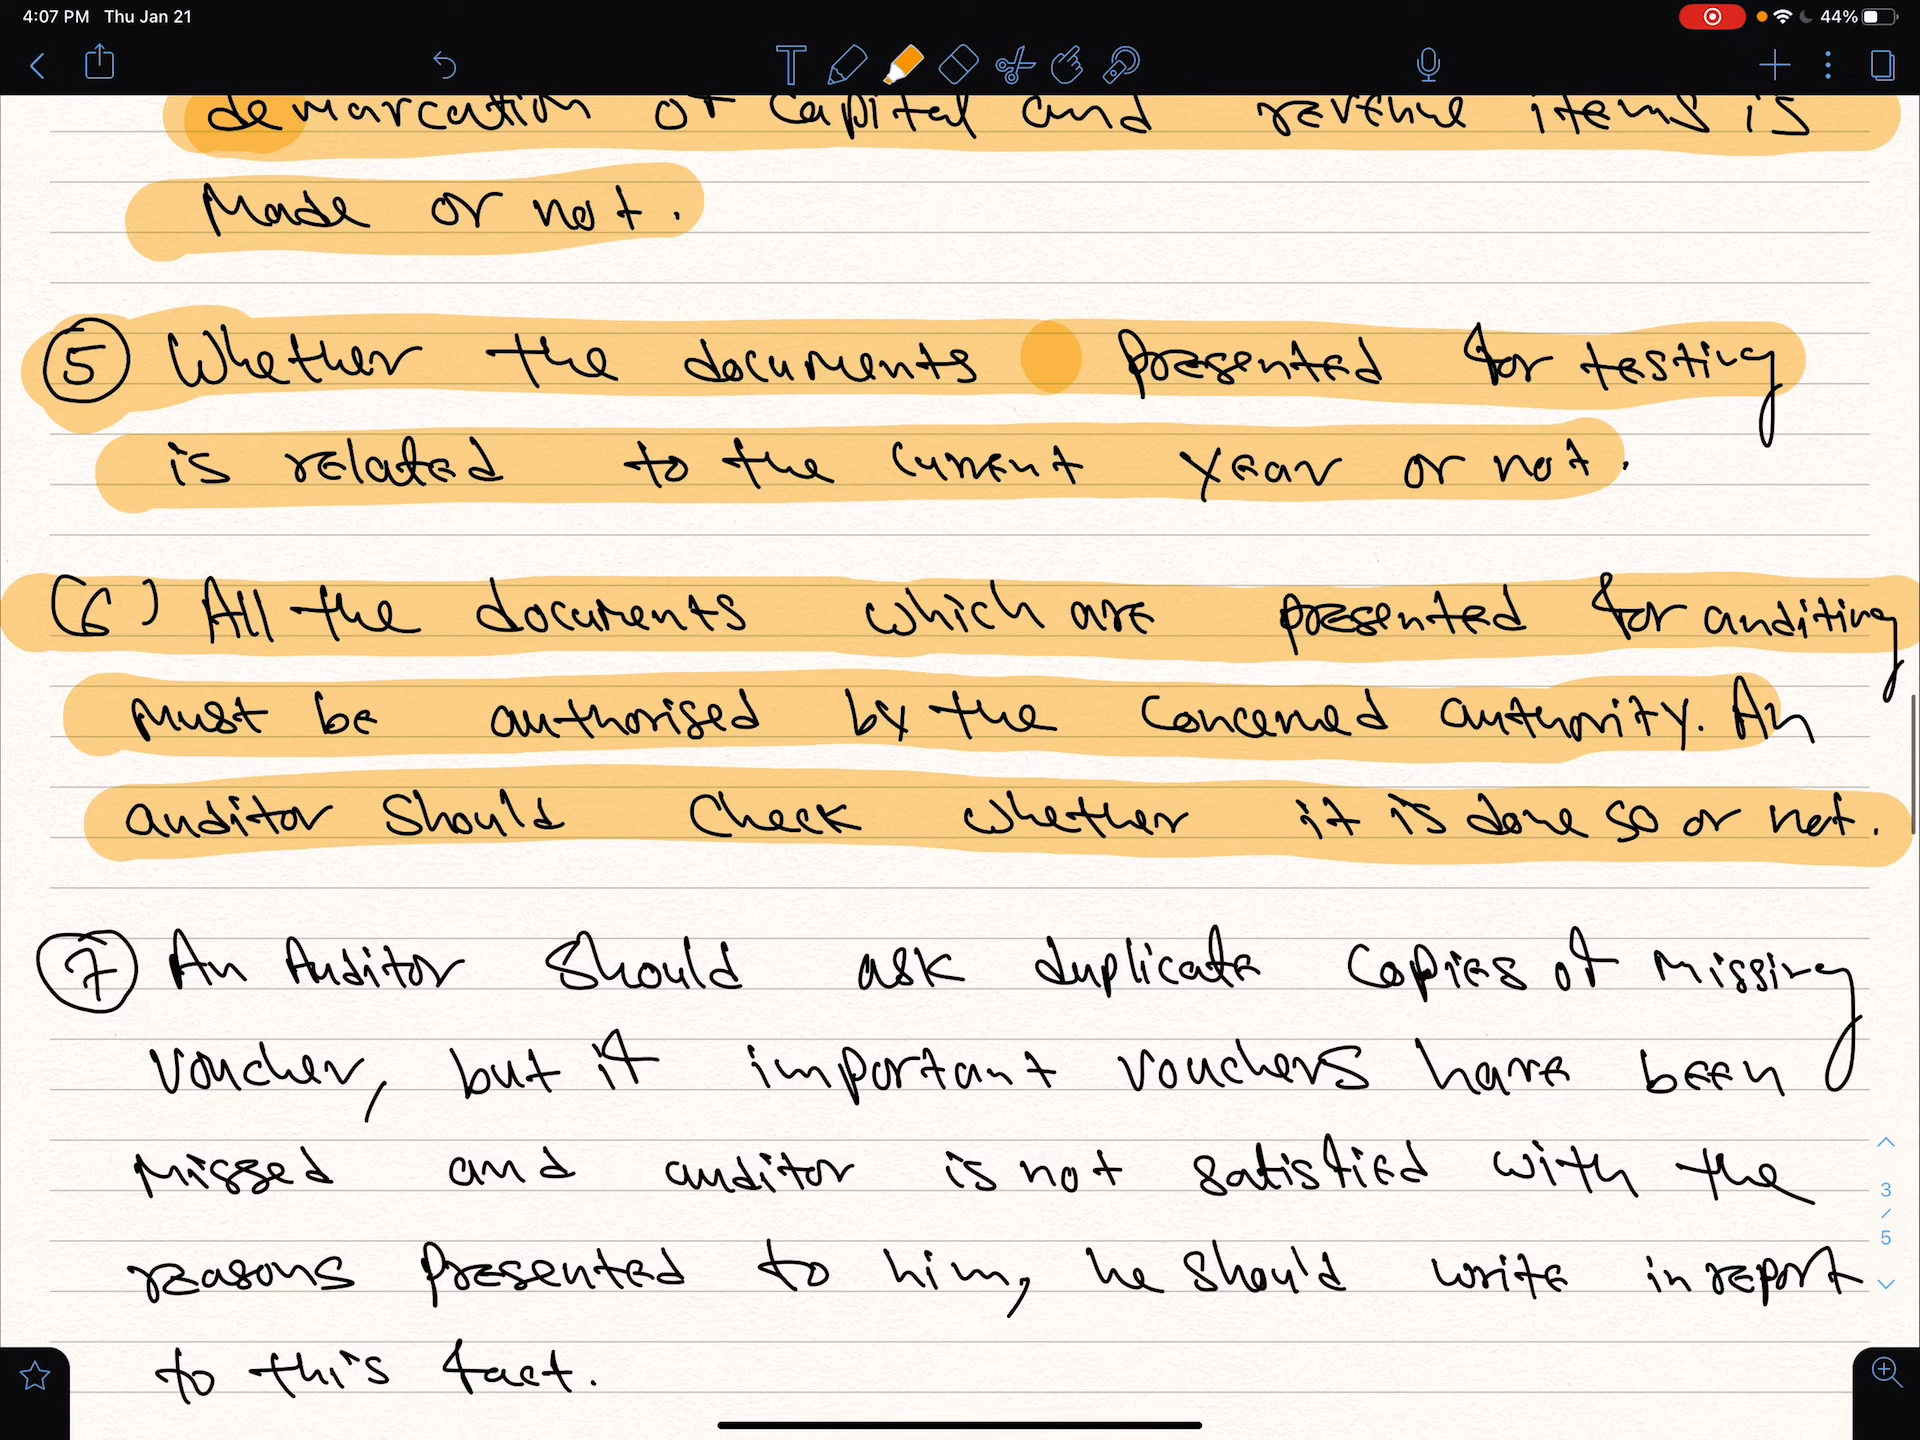 4:07 PM Thu Jan 21
44%
demarcation of capital and revenue items is
Made or not.
5 Whether the documents presented for testing
is related to the current year or not.
(6) All the documents which are presented for auditing
must be authorised by the concerned authority. An
auditor should check whether it is done so or not.
7 An Auditor should ask duplicate copies of missing
voucher, but if important vouchers have been
missed and auditor is not satisfied with the
reasons presented to him, he should write in report
to this fact.
3
/
5